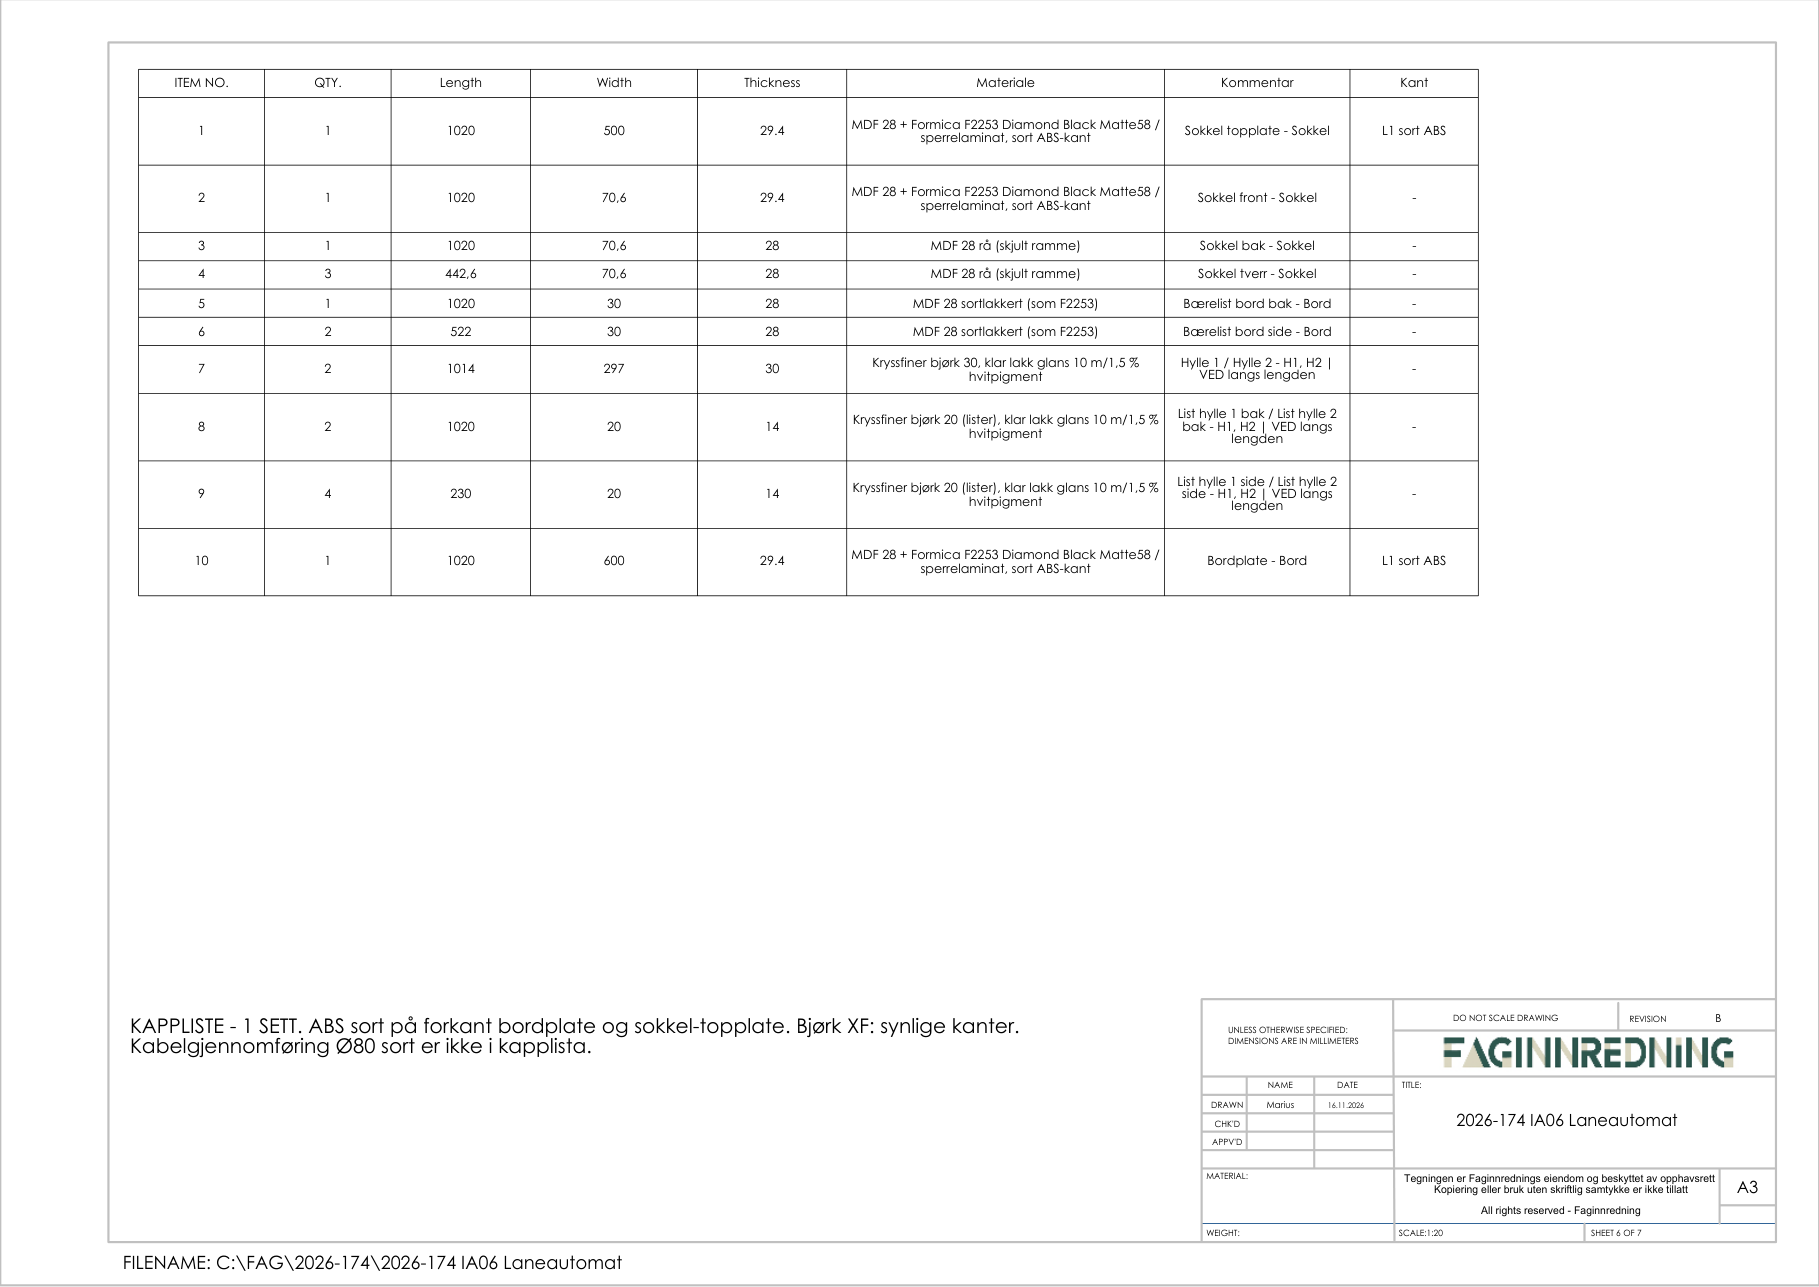 ITEM NO. QTY. Length Width Thickness Materiale Kommentar Kant
1 1 1020 500 29.4 MDF 28 + Formica F2253 Diamond Black Matte58 / sperrelaminat, sort ABS-kant Sokkel topplate - Sokkel L1 sort ABS
2 1 1020 70,6 29.4 MDF 28 + Formica F2253 Diamond Black Matte58 / sperrelaminat, sort ABS-kant Sokkel front - Sokkel -
3 1 1020 70,6 28 MDF 28 rå (skjult ramme) Sokkel bak - Sokkel -
4 3 442,6 70,6 28 MDF 28 rå (skjult ramme) Sokkel tverr - Sokkel -
5 1 1020 30 28 MDF 28 sortlakkert (som F2253) Bærelist bord bak - Bord -
6 2 522 30 28 MDF 28 sortlakkert (som F2253) Bærelist bord side - Bord -
7 2 1014 297 30 Kryssfiner bjørk 30, klar lakk glans 10 m/1,5 % hvitpigment Hylle 1 / Hylle 2 - H1, H2 | VED langs lengden -
8 2 1020 20 14 Kryssfiner bjørk 20 (lister), klar lakk glans 10 m/1,5 % hvitpigment List hylle 1 bak / List hylle 2 bak - H1, H2 | VED langs lengden -
9 4 230 20 14 Kryssfiner bjørk 20 (lister), klar lakk glans 10 m/1,5 % hvitpigment List hylle 1 side / List hylle 2 side - H1, H2 | VED langs lengden -
10 1 1020 600 29.4 MDF 28 + Formica F2253 Diamond Black Matte58 / sperrelaminat, sort ABS-kant Bordplate - Bord L1 sort ABS
KAPPLISTE - 1 SETT. ABS sort på forkant bordplate og sokkel-topplate. Bjørk XF: synlige kanter.
Kabelgjennomføring Ø80 sort er ikke i kapplista.
UNLESS OTHERWISE SPECIFIED:
DIMENSIONS ARE IN MILLIMETERS
DO NOT SCALE DRAWING
REVISION B
FAGINNREDNiNG
NAME DATE
DRAWN Marius 16.11.2026
CHK'D
APPV'D
TITLE:
2026-174 IA06 Laneautomat
MATERIAL:
Tegningen er Faginnrednings eiendom og beskyttet av opphavsrett
Kopiering eller bruk uten skriftlig samtykke er ikke tillatt
All rights reserved - Faginnredning
A3
WEIGHT:
SCALE:1:20
SHEET 6 OF 7
FILENAME: C:\FAG\2026-174\2026-174 IA06 Laneautomat